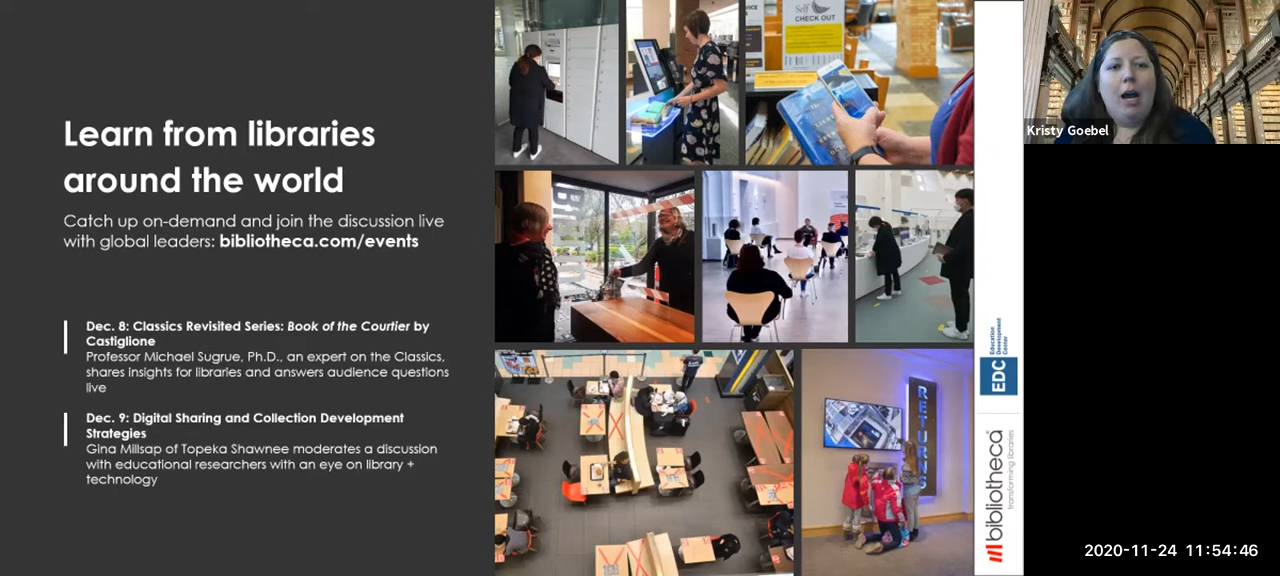 Learn from libraries
around the world
Catch up on-demand and join the discussion live
with global leaders: bibliotheca.com/events
Dec. 8: Classics Revisited Series: Book of the Courtier by
Castiglione
Professor Michael Sugrue, Ph.D., an expert on the Classics,
shares insights for libraries and answers audience questions
live
Dec. 9: Digital Sharing and Collection Development
Strategies
Gina Millsap of Topeka Shawnee moderates a discussion
with educational researchers with an eye on library +
technology
Self
CHECK OUT
RETURNS
EDC Education
Development
Center
bibliotheca
transforming libraries
Kristy Goebel
2020-11-24 11:54:46